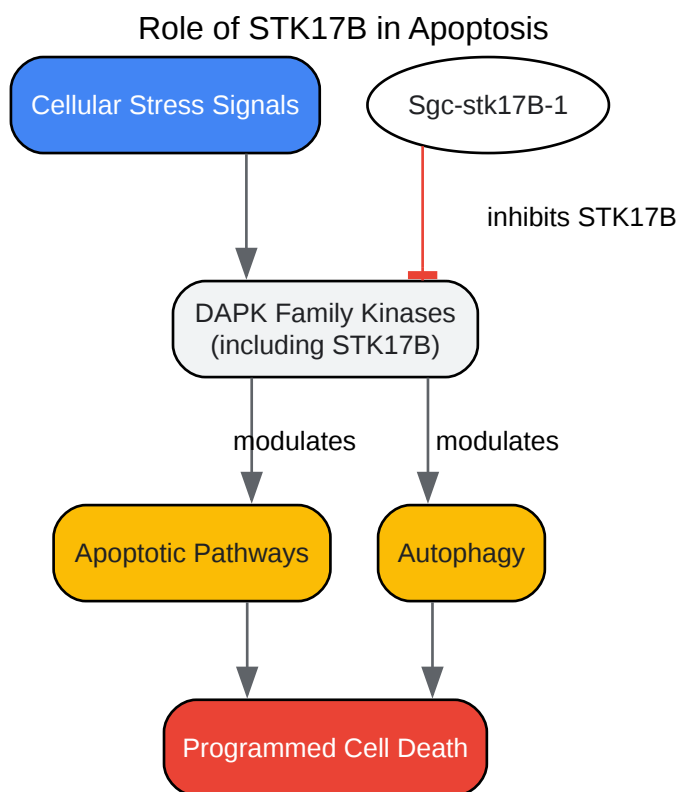 Role of STK17B in Apoptosis
Cellular Stress Signals
Sgc-stk17B-1
inhibits STK17B
DAPK Family Kinases
(including STK17B)
modulates
modulates
Apoptotic Pathways
Autophagy
Programmed Cell Death